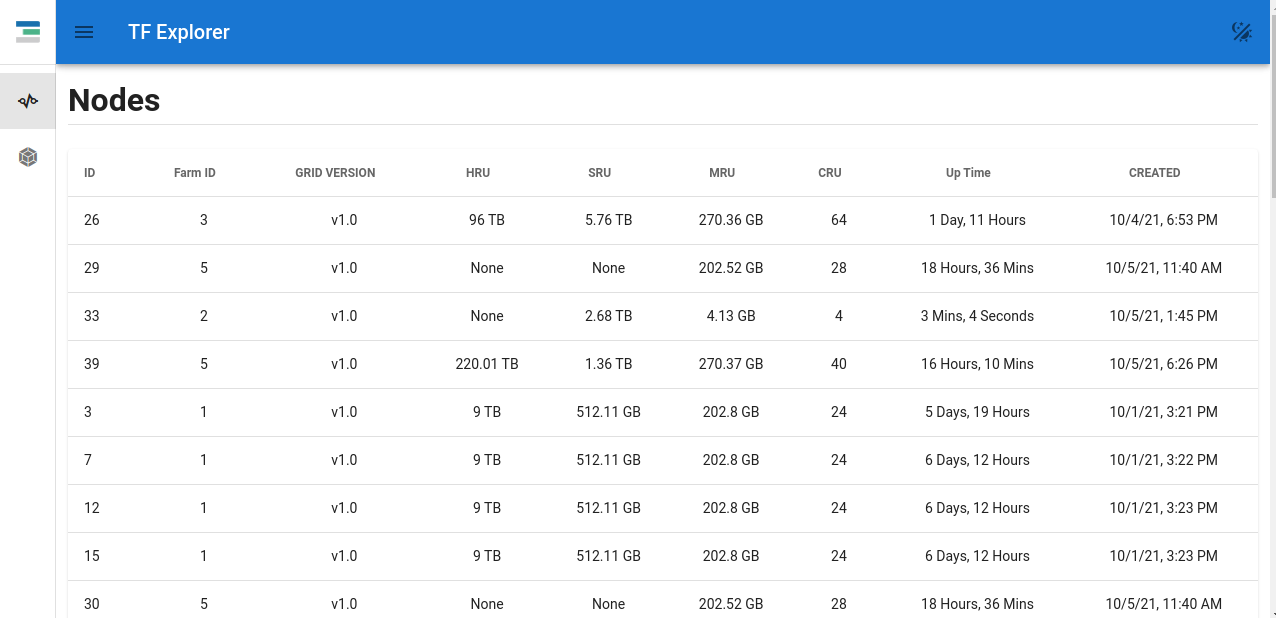 TF Explorer
Nodes
ID Farm ID GRID VERSION HRU SRU MRU CRU Up Time CREATED
26 3 v1.0 96 TB 5.76 TB 270.36 GB 64 1 Day, 11 Hours 10/4/21, 6:53 PM
29 5 v1.0 None None 202.52 GB 28 18 Hours, 36 Mins 10/5/21, 11:40 AM
33 2 v1.0 None 2.68 TB 4.13 GB 4 3 Mins, 4 Seconds 10/5/21, 1:45 PM
39 5 v1.0 220.01 TB 1.36 TB 270.37 GB 40 16 Hours, 10 Mins 10/5/21, 6:26 PM
3 1 v1.0 9 TB 512.11 GB 202.8 GB 24 5 Days, 19 Hours 10/1/21, 3:21 PM
7 1 v1.0 9 TB 512.11 GB 202.8 GB 24 6 Days, 12 Hours 10/1/21, 3:22 PM
12 1 v1.0 9 TB 512.11 GB 202.8 GB 24 6 Days, 12 Hours 10/1/21, 3:23 PM
15 1 v1.0 9 TB 512.11 GB 202.8 GB 24 6 Days, 12 Hours 10/1/21, 3:23 PM
30 5 v1.0 None None 202.52 GB 28 18 Hours, 36 Mins 10/5/21, 11:40 AM